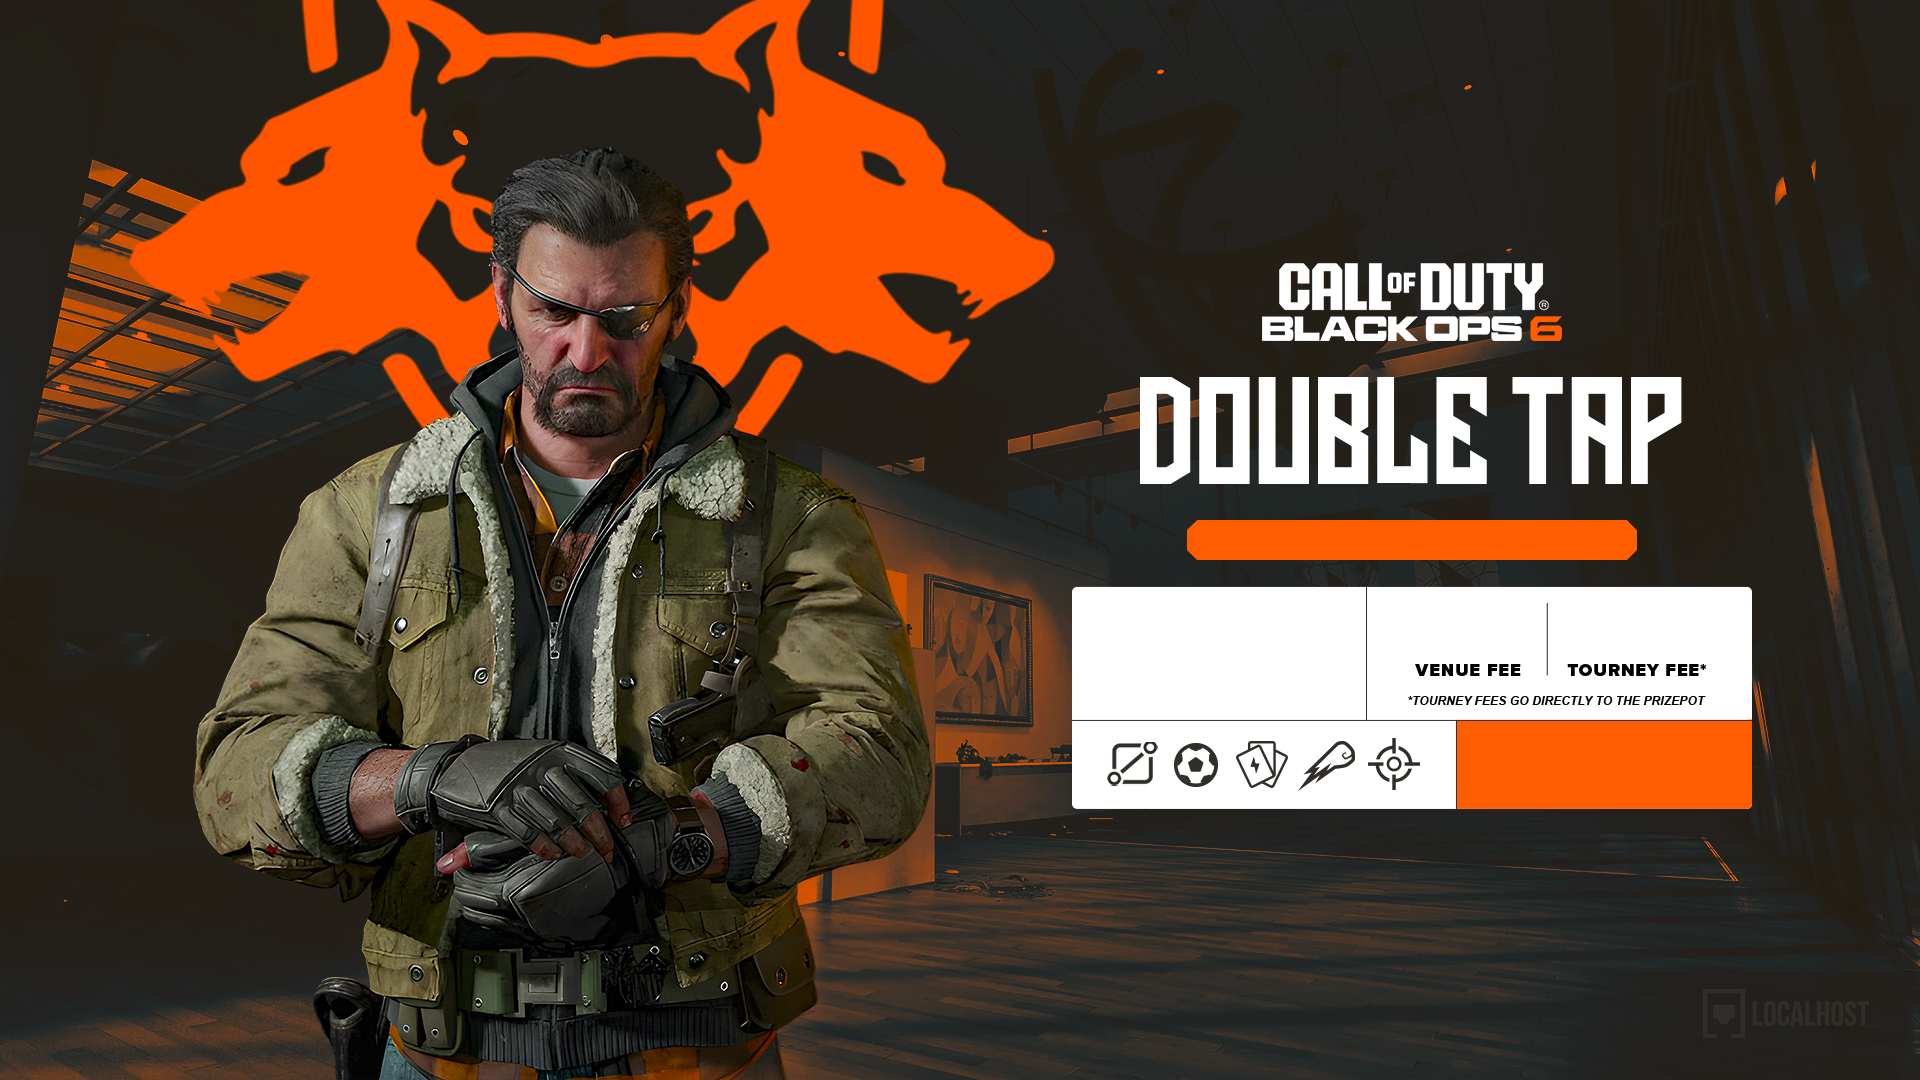 CALL OF DUTY®
BLACK OPS 6
DOUBLE TAP
VENUE FEE
TOURNEY FEE*
*TOURNEY FEES GO DIRECTLY TO THE PRIZEPOT
LOCALHOST